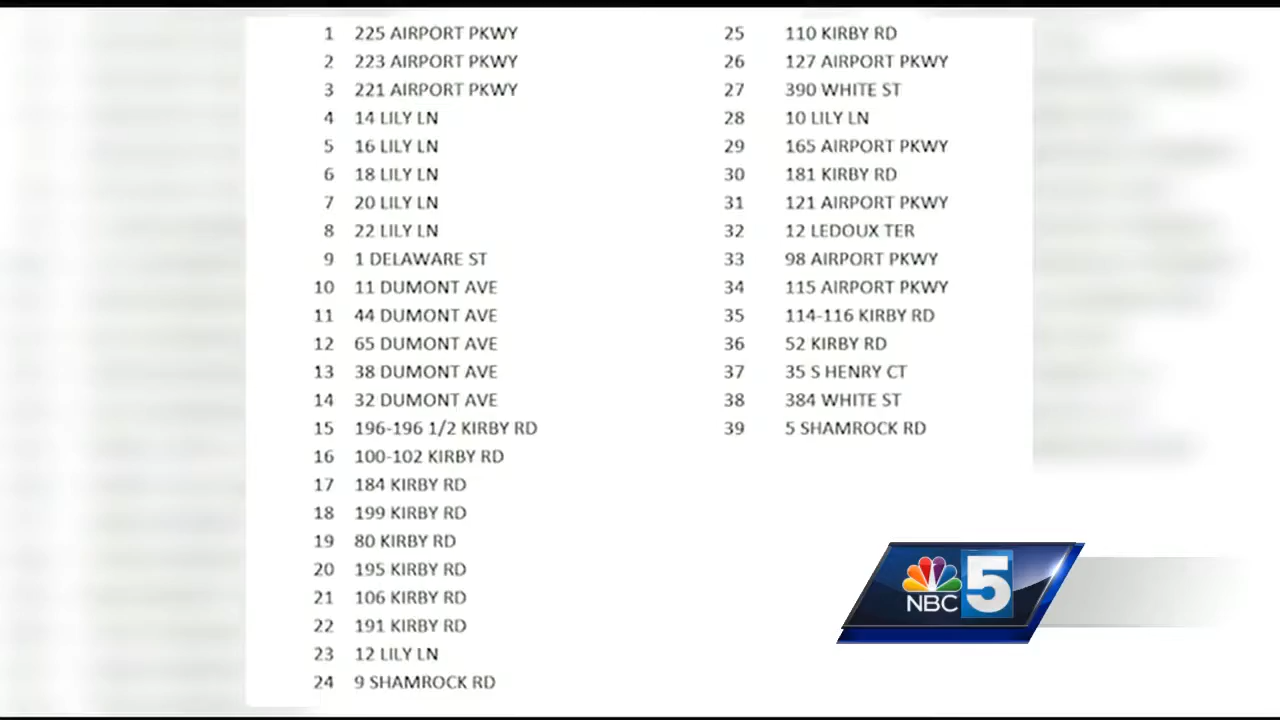 1 225 AIRPORT PKWY
2 223 AIRPORT PKWY
3 221 AIRPORT PKWY
4 14 LILY LN
5 16 LILY LN
6 18 LILY LN
7 20 LILY LN
8 22 LILY LN
9 1 DELAWARE ST
10 11 DUMONT AVE
11 44 DUMONT AVE
12 65 DUMONT AVE
13 38 DUMONT AVE
14 32 DUMONT AVE
15 196-196 1/2 KIRBY RD
16 100-102 KIRBY RD
17 184 KIRBY RD
18 199 KIRBY RD
19 80 KIRBY RD
20 195 KIRBY RD
21 106 KIRBY RD
22 191 KIRBY RD
23 12 LILY LN
24 9 SHAMROCK RD
25 110 KIRBY RD
26 127 AIRPORT PKWY
27 390 WHITE ST
28 10 LILY LN
29 165 AIRPORT PKWY
30 181 KIRBY RD
31 121 AIRPORT PKWY
32 12 LEDOUX TER
33 98 AIRPORT PKWY
34 115 AIRPORT PKWY
35 114-116 KIRBY RD
36 52 KIRBY RD
37 35 S HENRY CT
38 384 WHITE ST
39 5 SHAMROCK RD
NBC 5